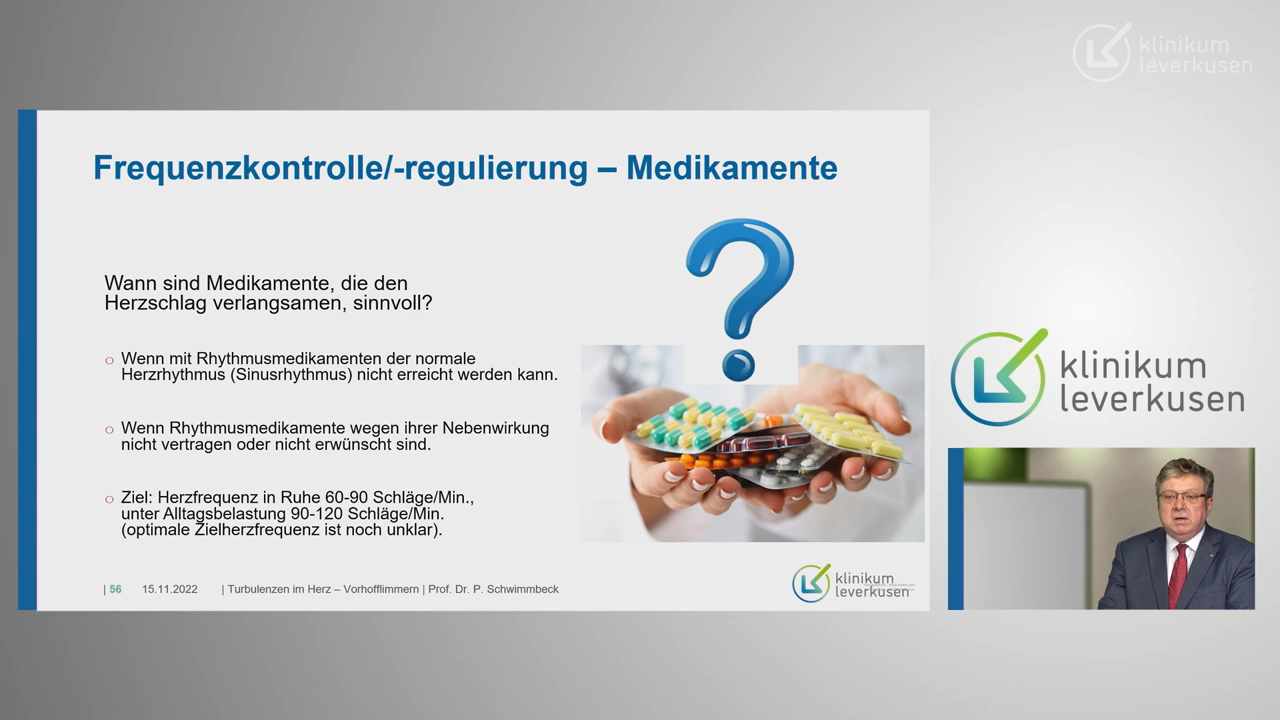 klinikum
leverkusen
Frequenzkontrolle/-regulierung – Medikamente
Wann sind Medikamente, die den
Herzschlag verlangsamen, sinnvoll?
o Wenn mit Rhythmusmedikamenten der normale
Herzrhythmus (Sinusrhythmus) nicht erreicht werden kann.
o Wenn Rhythmusmedikamente wegen ihrer Nebenwirkung
nicht vertragen oder nicht erwünscht sind.
o Ziel: Herzfrequenz in Ruhe 60-90 Schläge/Min.,
unter Alltagsbelastung 90-120 Schläge/Min.
(optimale Zielherzfrequenz ist noch unklar).
| 56 15.11.2022 | Turbulenzen im Herz – Vorhofflimmern | Prof. Dr. P. Schwimmbeck
klinikum
leverkusen
klinikum
leverkusen